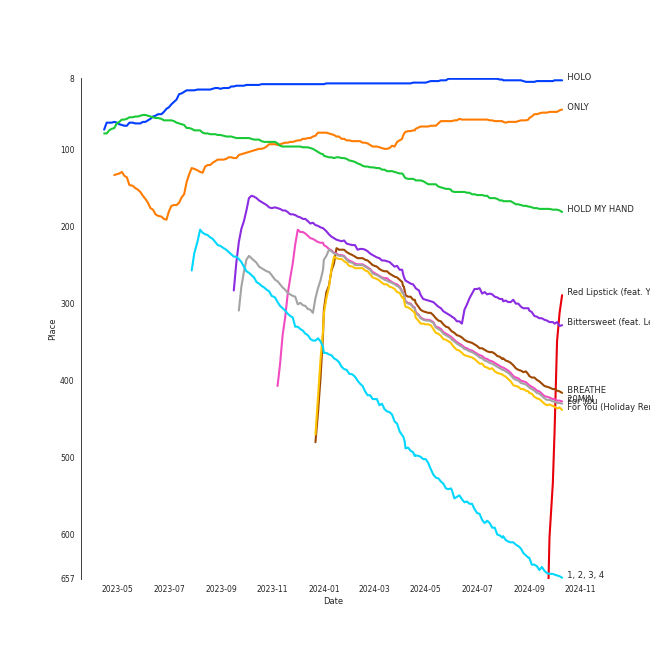 8
100
200
300
400
500
600
657
Place
2023-05
2023-07
2023-09
2023-11
2024-01
2024-03
2024-05
2024-07
2024-09
2024-11
Date
HOLO
ONLY
HOLD MY HAND
Red Lipstick (feat. Y
Bittersweet (feat. Le
BREATHE
For You
For You (Holiday Rem
1, 2, 3, 4